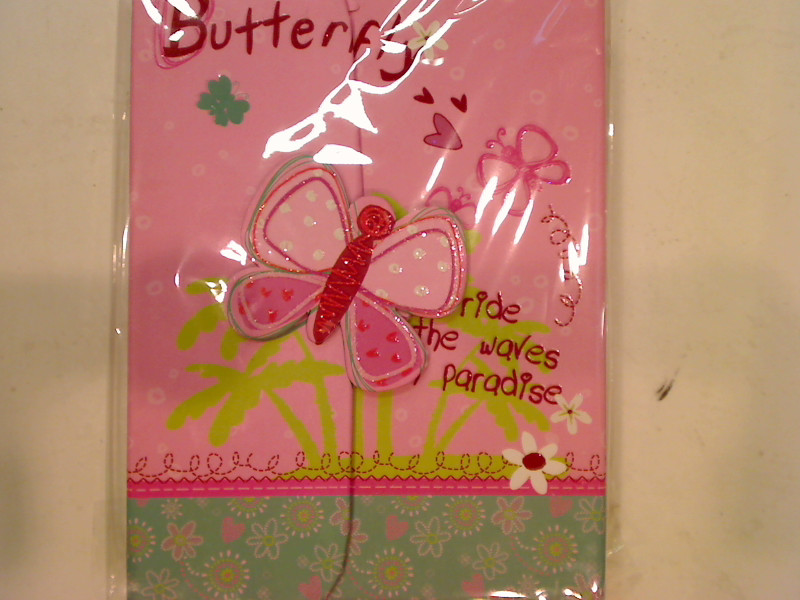 Butterfly
ride
the waves
paradise